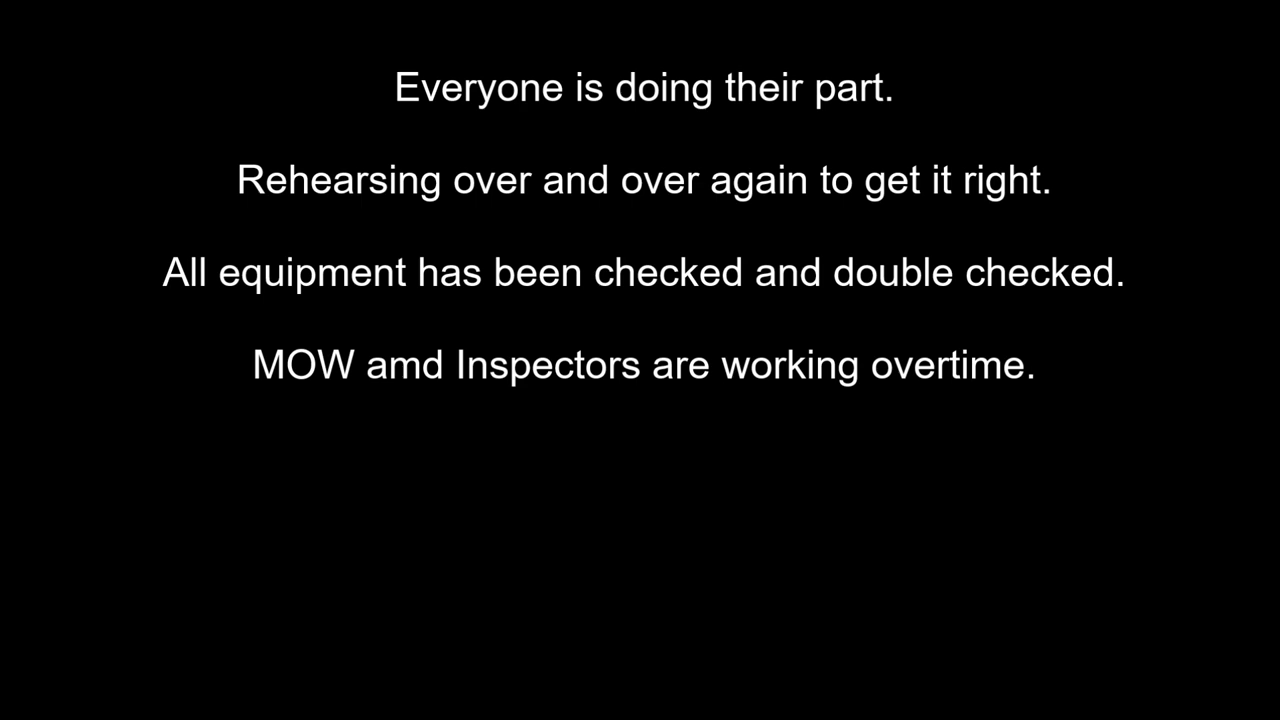 Everyone is doing their part.
Rehearsing over and over again to get it right.
All equipment has been checked and double checked.
MOW amd Inspectors are working overtime.